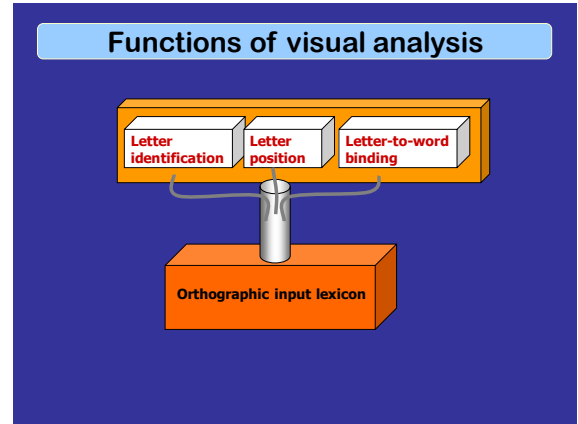 Functions of visual analysis
Letter
identification
Letter
position
Letter-to-word
binding
Orthographic input lexicon